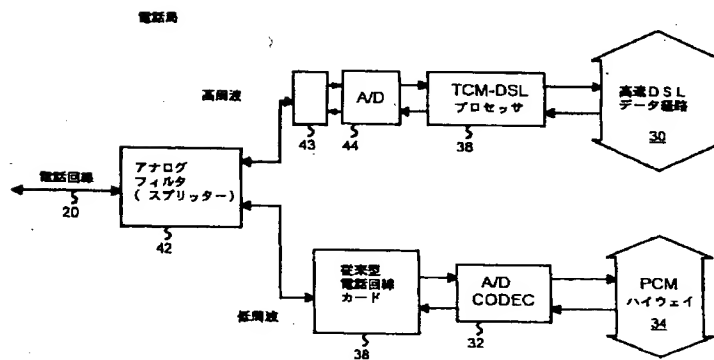 電話局
高周波
43
A/D
44
TCM-DSL
プロセッサ
38
高速DSL
データ経路
30
電話回線
20
アナログ
フィルタ
( スプリッター)
42
低周波
従来型
電話回線
カード
38
A/D
CODEC
32
PCM
ハイウェイ
34